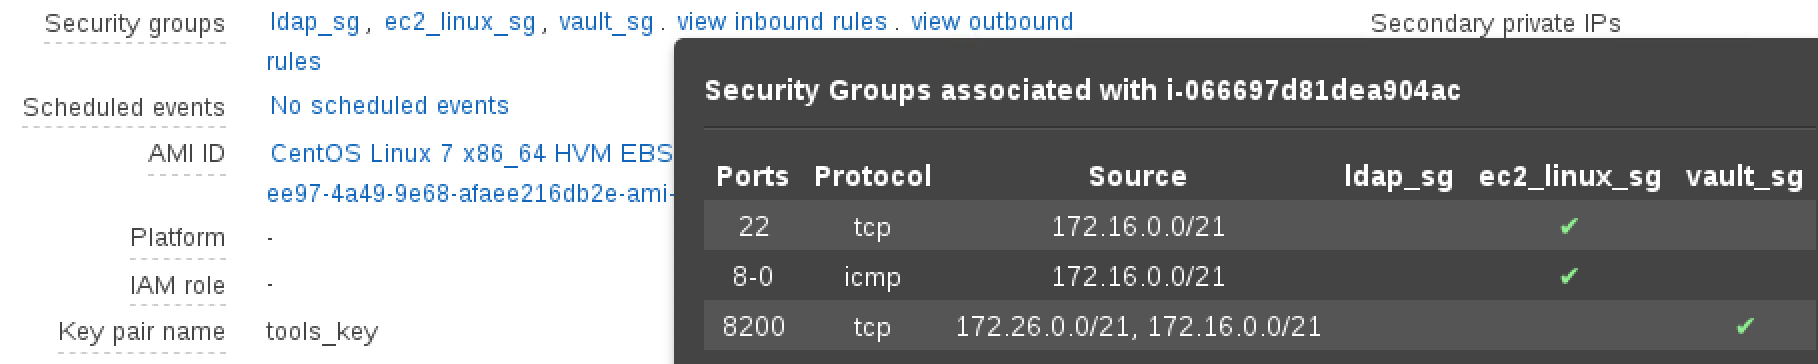 Security groups ldap_sg, ec2_linux_sg, vault_sg. view inbound rules. view outbound
rules
Secondary private IPs
Scheduled events No scheduled events
AMI ID CentOS Linux 7 x86_64 HVM EBS
ee97-4a49-9e68-afaee216db2e-ami-
Platform -
IAM role -
Key pair name tools_key
Security Groups associated with i-066697d81dea904ac
Ports Protocol Source ldap_sg ec2_linux_sg vault_sg
22 tcp 172.16.0.0/21 ✔
8-0 icmp 172.16.0.0/21 ✔
8200 tcp 172.26.0.0/21, 172.16.0.0/21 ✔